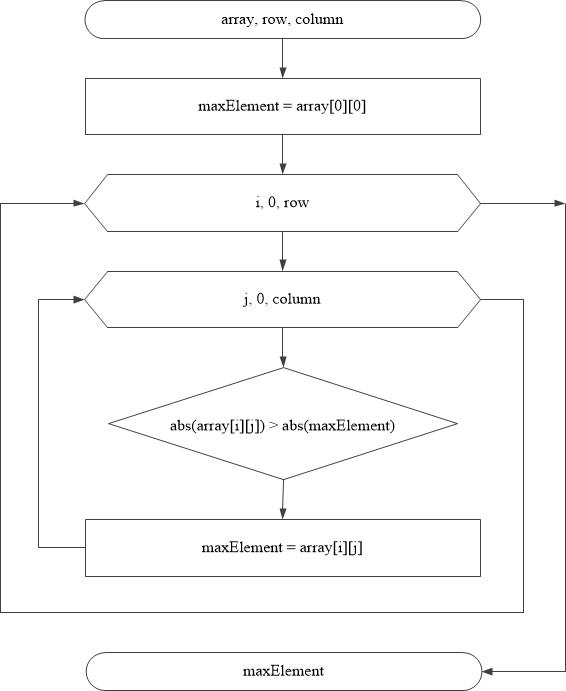 array, row, column
maxElement = array[0][0]
i, 0, row
j, 0, column
abs(array[i][j]) > abs(maxElement)
maxElement = array[i][j]
maxElement